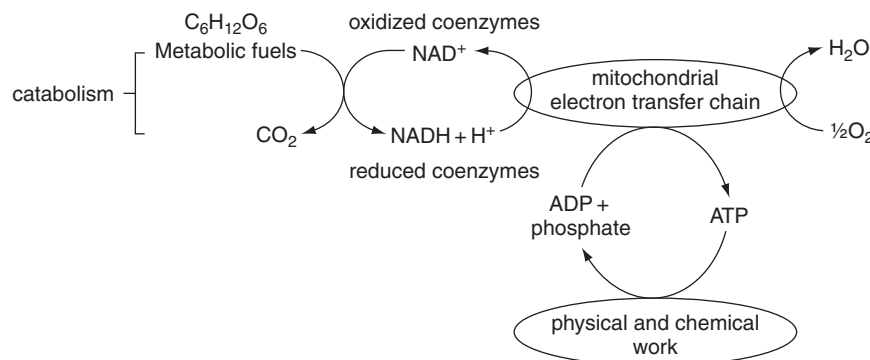 C₆H₁₂O₆
Metabolic fuels
catabolism
CO₂
oxidized coenzymes
NAD⁺
NADH + H⁺
reduced coenzymes
mitochondrial
electron transfer chain
H₂O
½O₂
ADP +
phosphate
ATP
physical and chemical
work